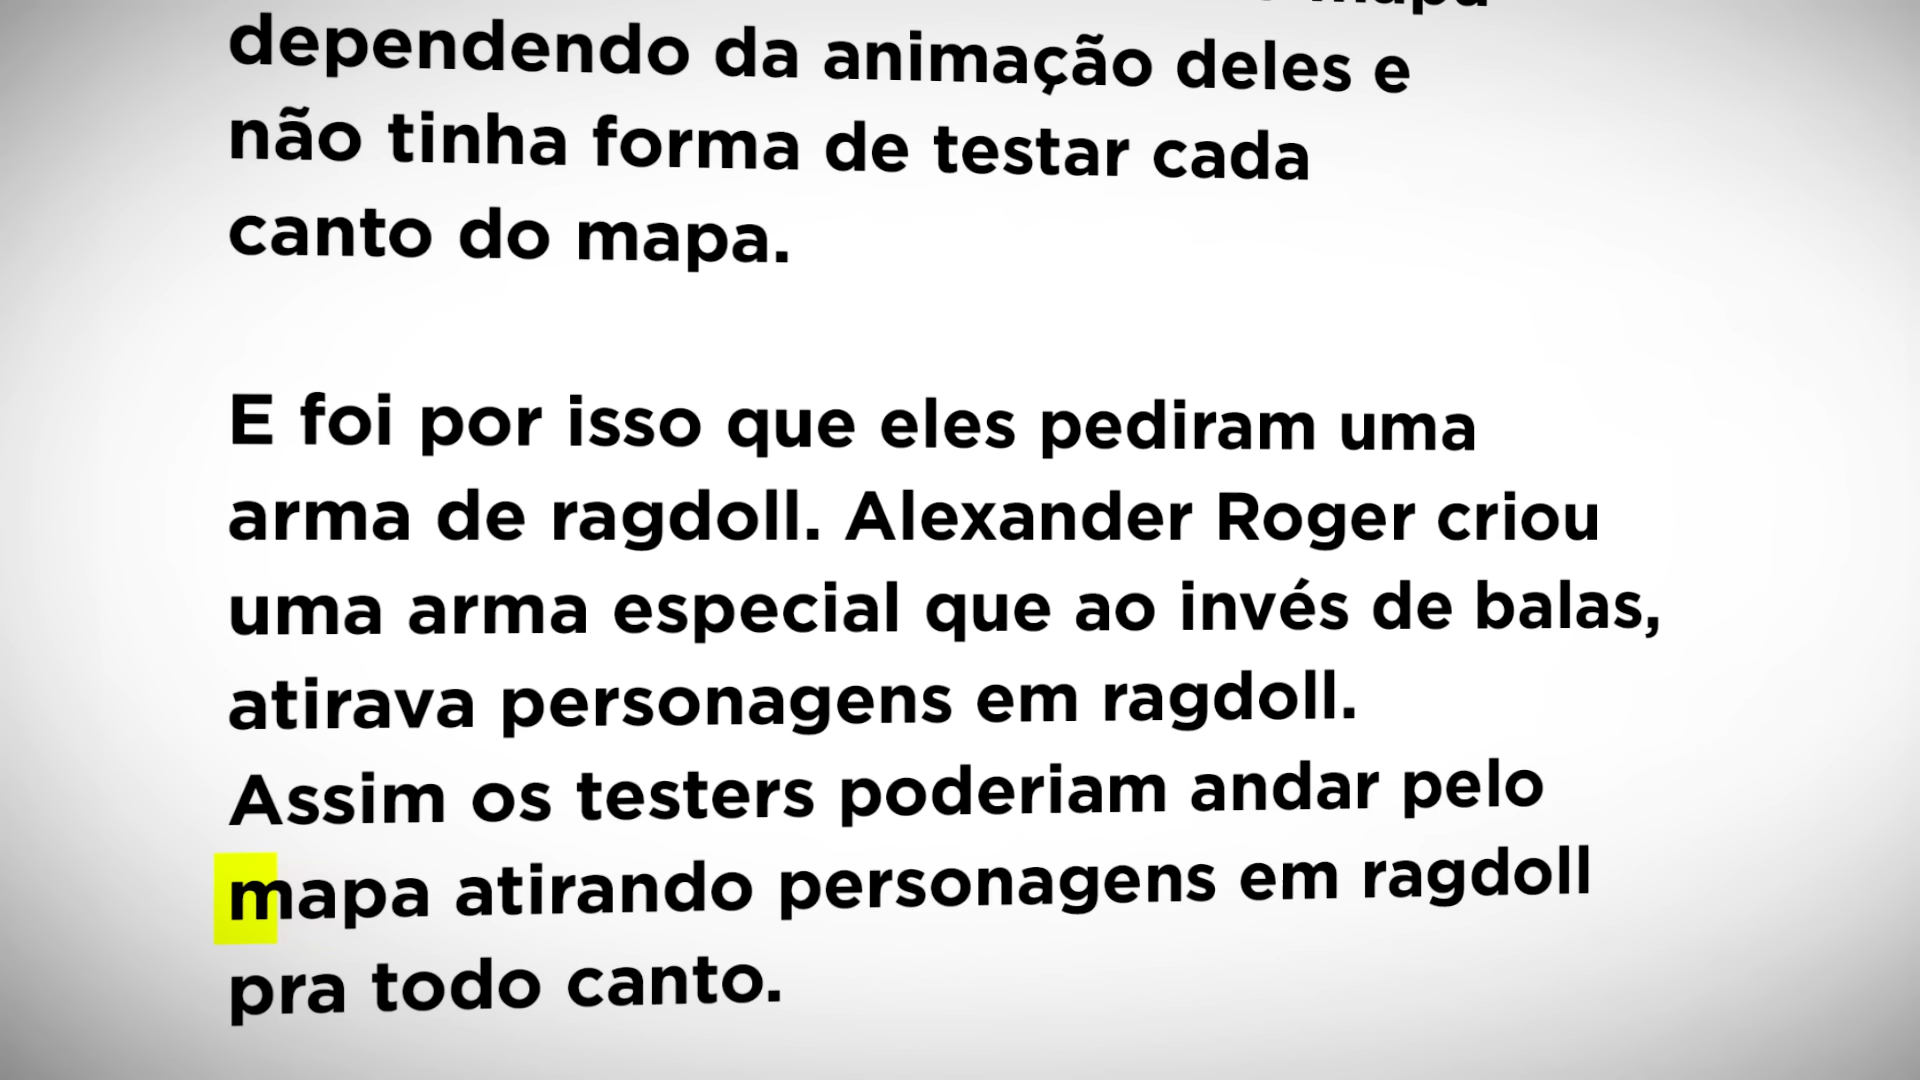 dependendo da animação deles e
não tinha forma de testar cada
canto do mapa.
E foi por isso que eles pediram uma
arma de ragdoll. Alexander Roger criou
uma arma especial que ao invés de balas,
atirava personagens em ragdoll.
Assim os testers poderiam andar pelo
mapa atirando personagens em ragdoll
pra todo canto.